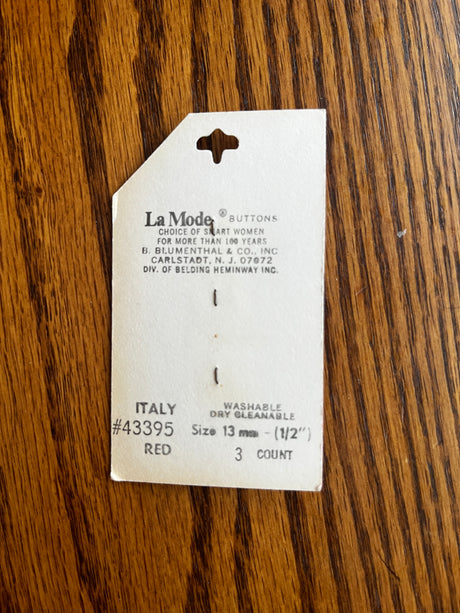 La Mode® BUTTONS
CHOICE OF SMART WOMEN
FOR MORE THAN 100 YEARS
B. BLUMENTHAL & CO., INC
CARLSTADT, N. J. 07072
DIV. OF BELDING HEMINWAY INC.
ITALY
#43395
RED
WASHABLE
DRY CLEANABLE
Size 13 mm - (1/2")
3 COUNT